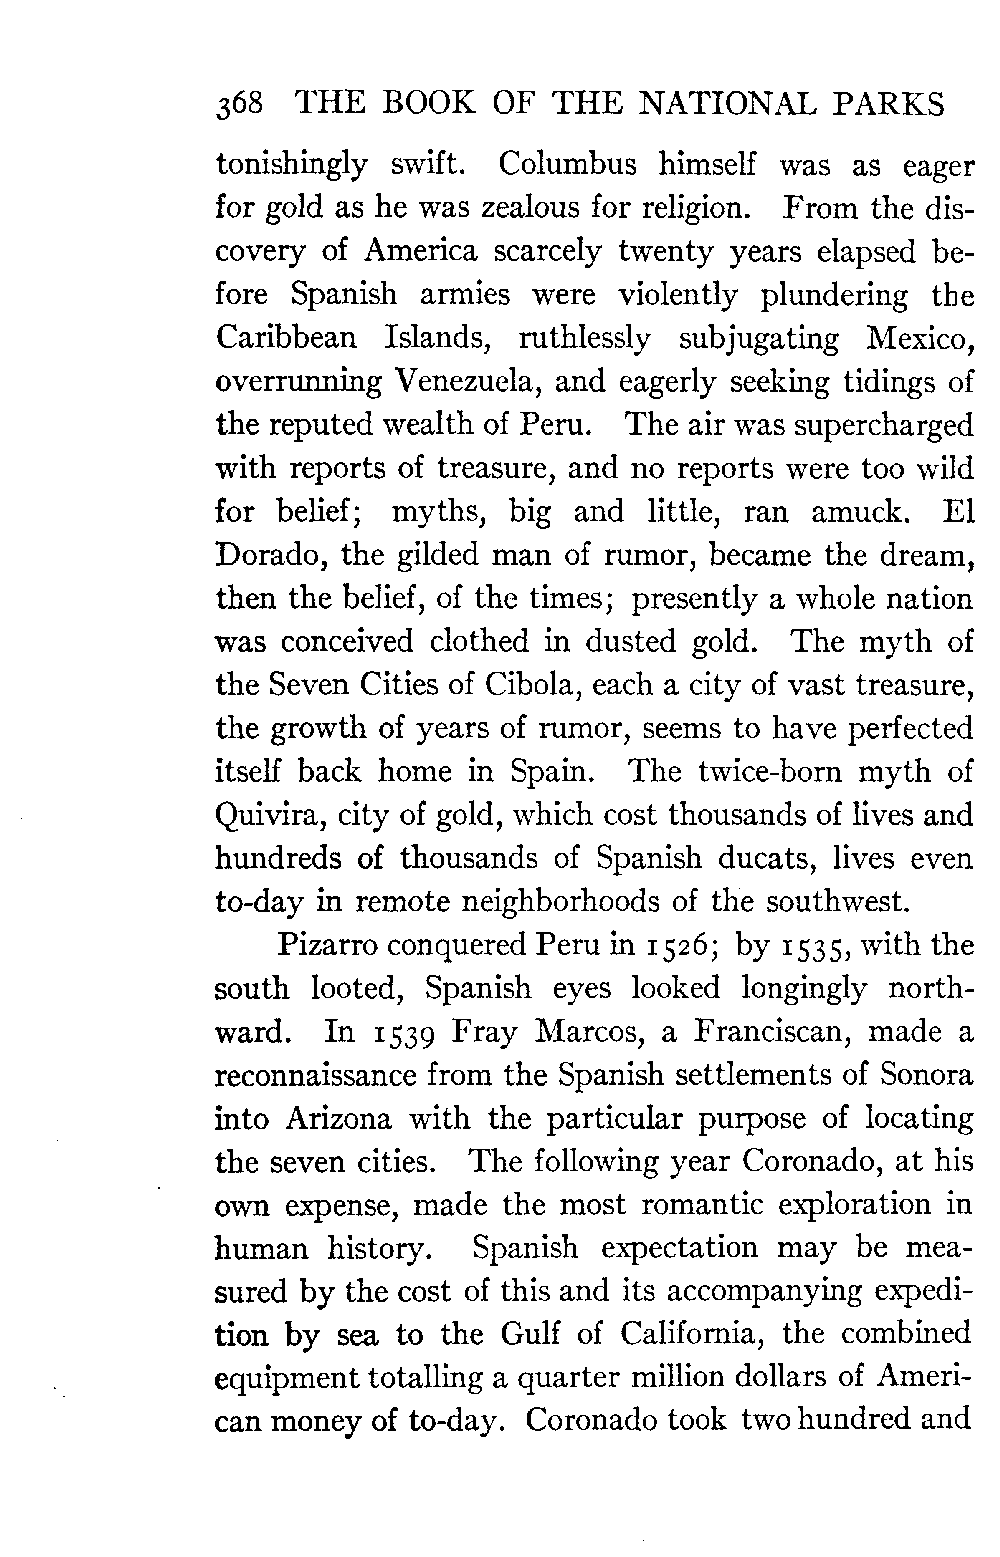 368 THE BOOK OF THE NATIONAL PARKS
tonishingly swift. Columbus himself was as eager
for gold as he was zealous for religion. From the dis-
covery of America scarcely twenty years elapsed be-
fore Spanish armies were violently plundering the
Caribbean Islands, ruthlessly subjugating Mexico,
overrunning Venezuela, and eagerly seeking tidings of
the reputed wealth of Peru. The air was supercharged
with reports of treasure, and no reports were too wild
for belief; myths, big and little, ran amuck. El
Dorado, the gilded man of rumor, became the dream,
then the belief, of the times; presently a whole nation
was conceived clothed in dusted gold. The myth of
the Seven Cities of Cibola, each a city of vast treasure,
the growth of years of rumor, seems to have perfected
itself back home in Spain. The twice-born myth of
Quivira, city of gold, which cost thousands of lives and
hundreds of thousands of Spanish ducats, lives even
to-day in remote neighborhoods of the southwest.
Pizarro conquered Peru in 1526; by 1535, with the
south looted, Spanish eyes looked longingly north-
ward. In 1539 Fray Marcos, a Franciscan, made a
reconnaissance from the Spanish settlements of Sonora
into Arizona with the particular purpose of locating
the seven cities. The following year Coronado, at his
own expense, made the most romantic exploration in
human history. Spanish expectation may be mea-
sured by the cost of this and its accompanying expedi-
tion by sea to the Gulf of California, the combined
equipment totalling a quarter million dollars of Ameri-
can money of to-day. Coronado took two hundred and